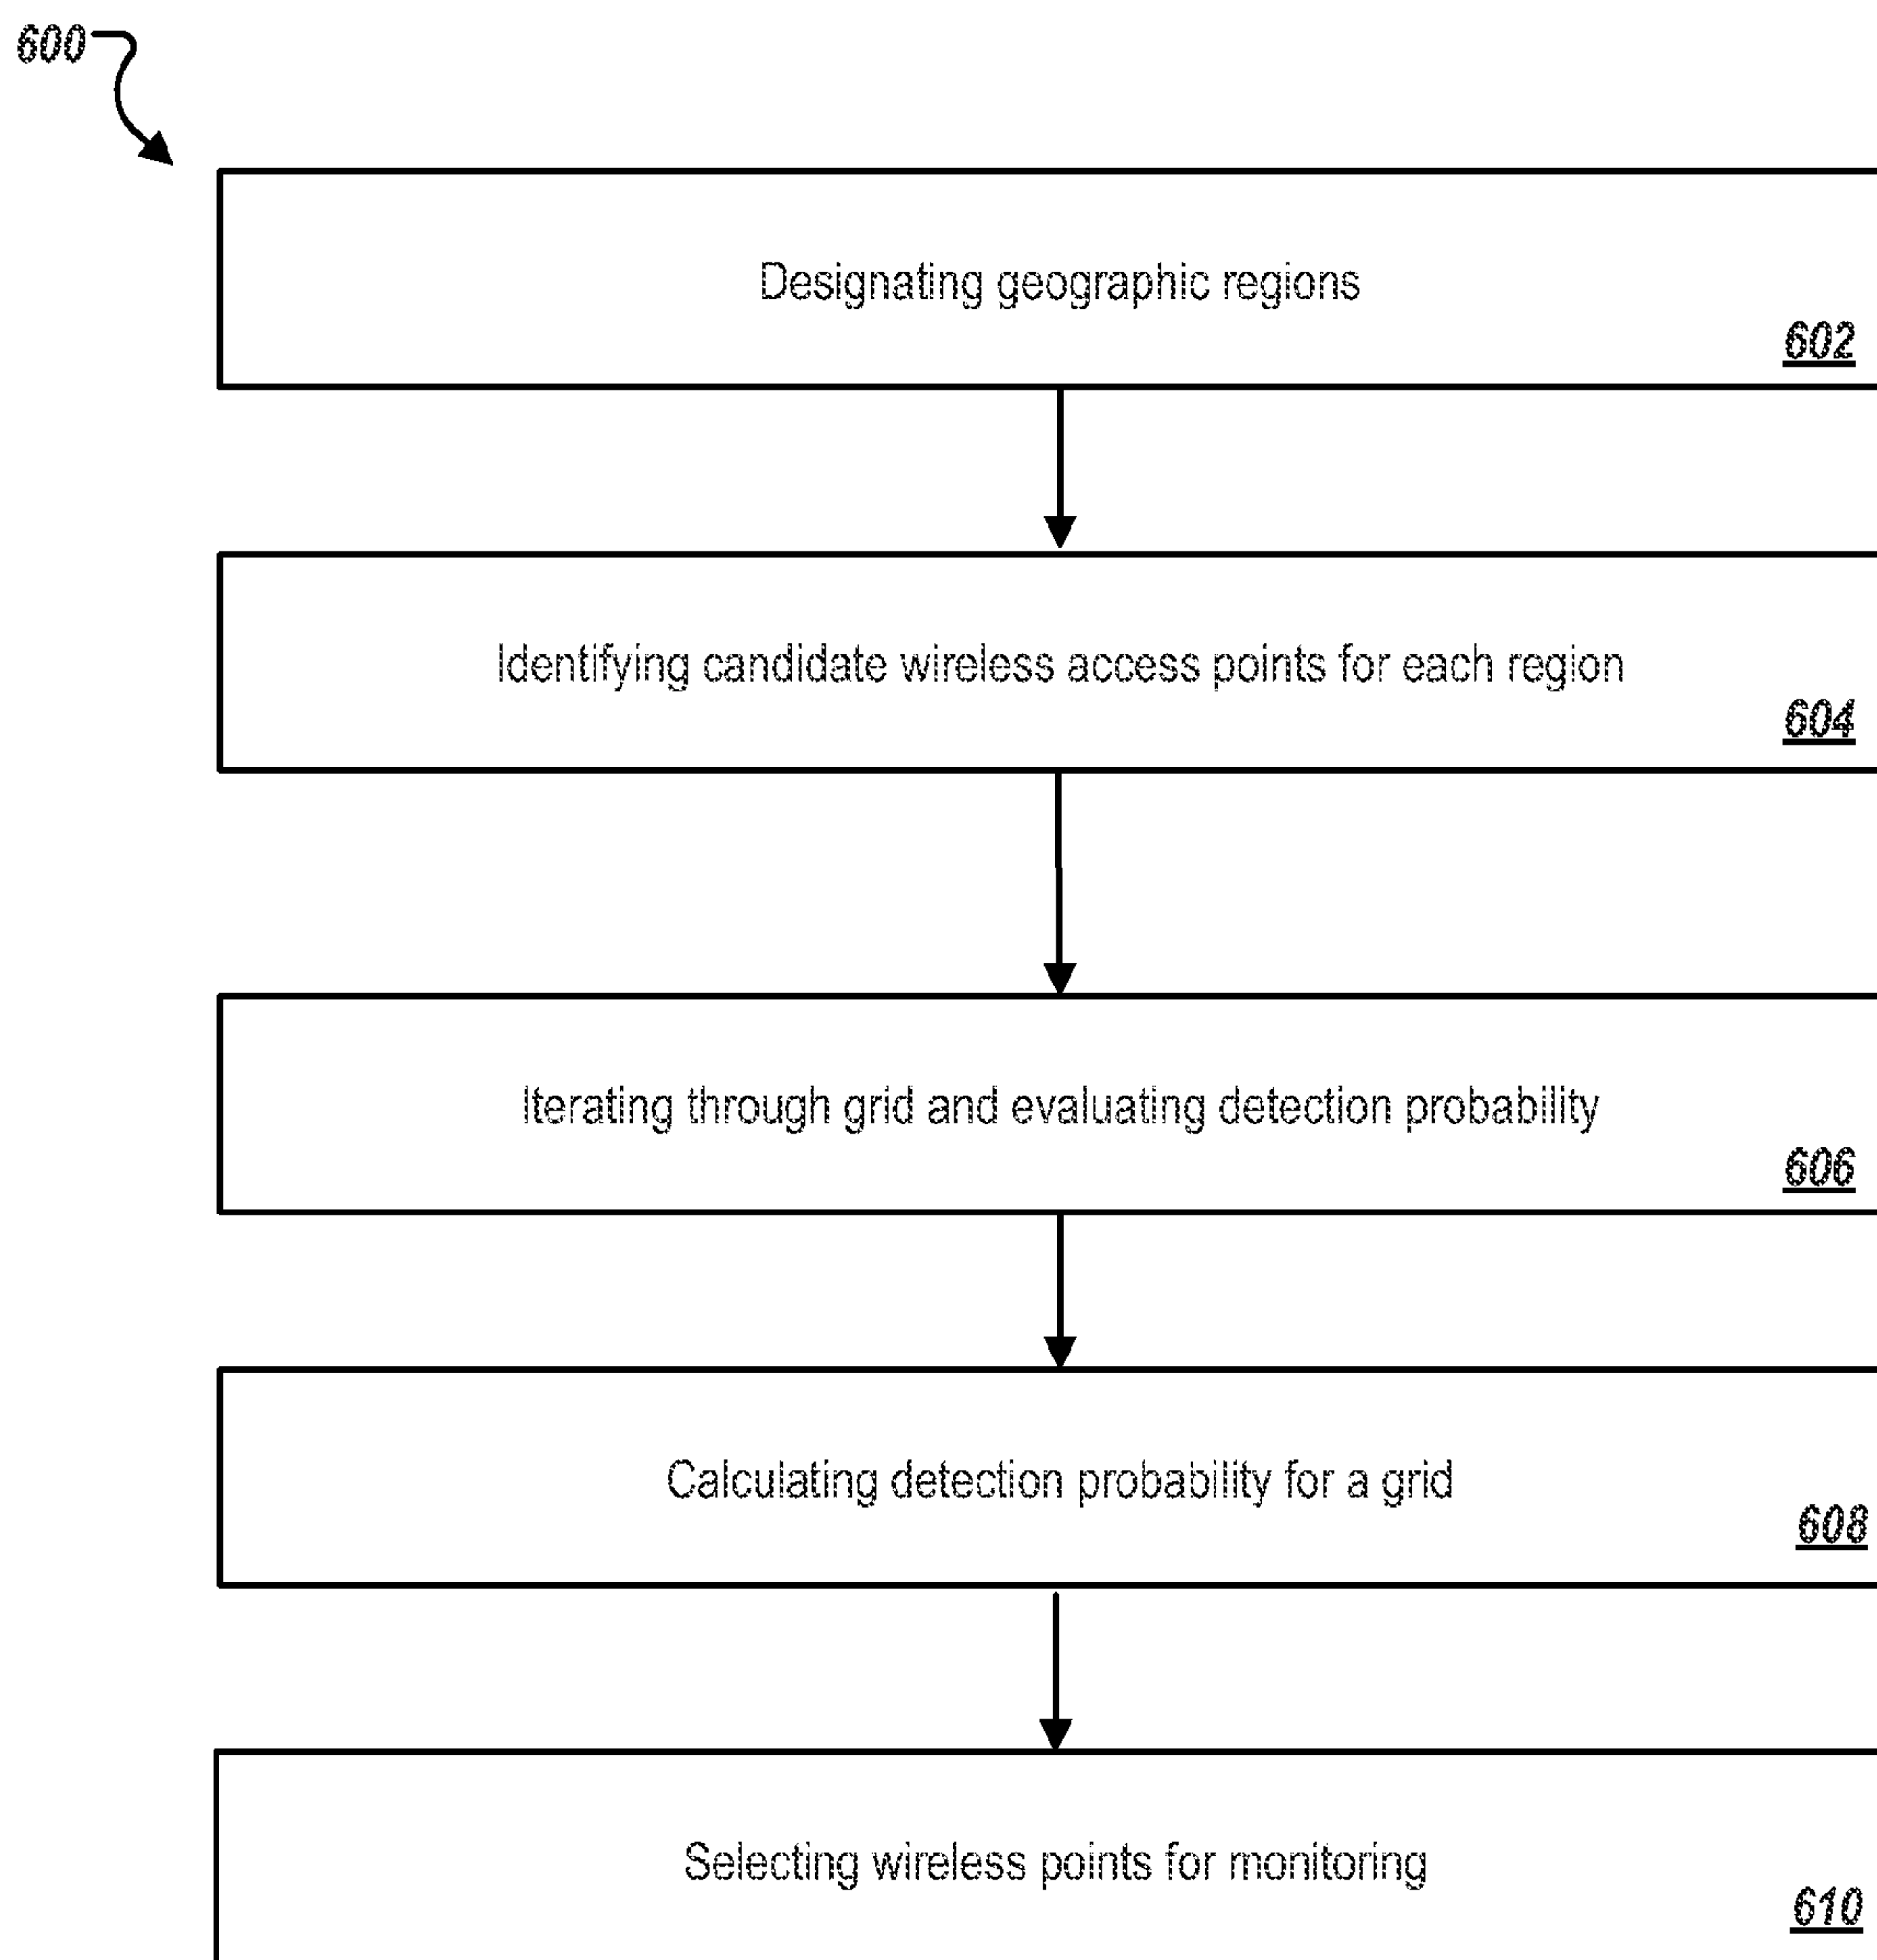 600
Designating geographic regions
602
Identifying candidate wireless access points for each region
604
Iterating through grid and evaluating detection probability
606
Calculating detection probability for a grid
608
Selecting wireless points for monitoring
610